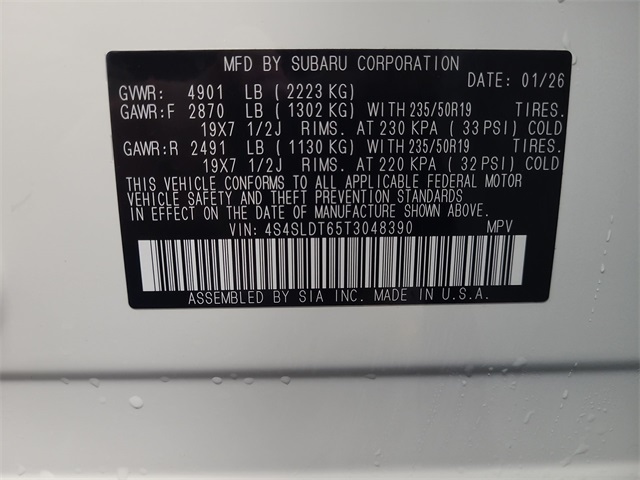 MFD BY SUBARU CORPORATION
DATE: 01/26
GVWR: 4901 LB ( 2223 KG)
GAWR:F 2870 LB ( 1302 KG) WITH 235/50R19 TIRES.
19X7 1/2J RIMS. AT 230 KPA ( 33 PSI) COLD
GAWR:R 2491 LB ( 1130 KG) WITH 235/50R19 TIRES.
19X7 1/2J RIMS. AT 220 KPA ( 32 PSI) COLD
THIS VEHICLE CONFORMS TO ALL APPLICABLE FEDERAL MOTOR
VEHICLE SAFETY AND THEFT PREVENTION STANDARDS
IN EFFECT ON THE DATE OF MANUFACTURE SHOWN ABOVE.
VIN: 4S4SLDT65T3048390 MPV
ASSEMBLED BY SIA INC. MADE IN U.S.A.